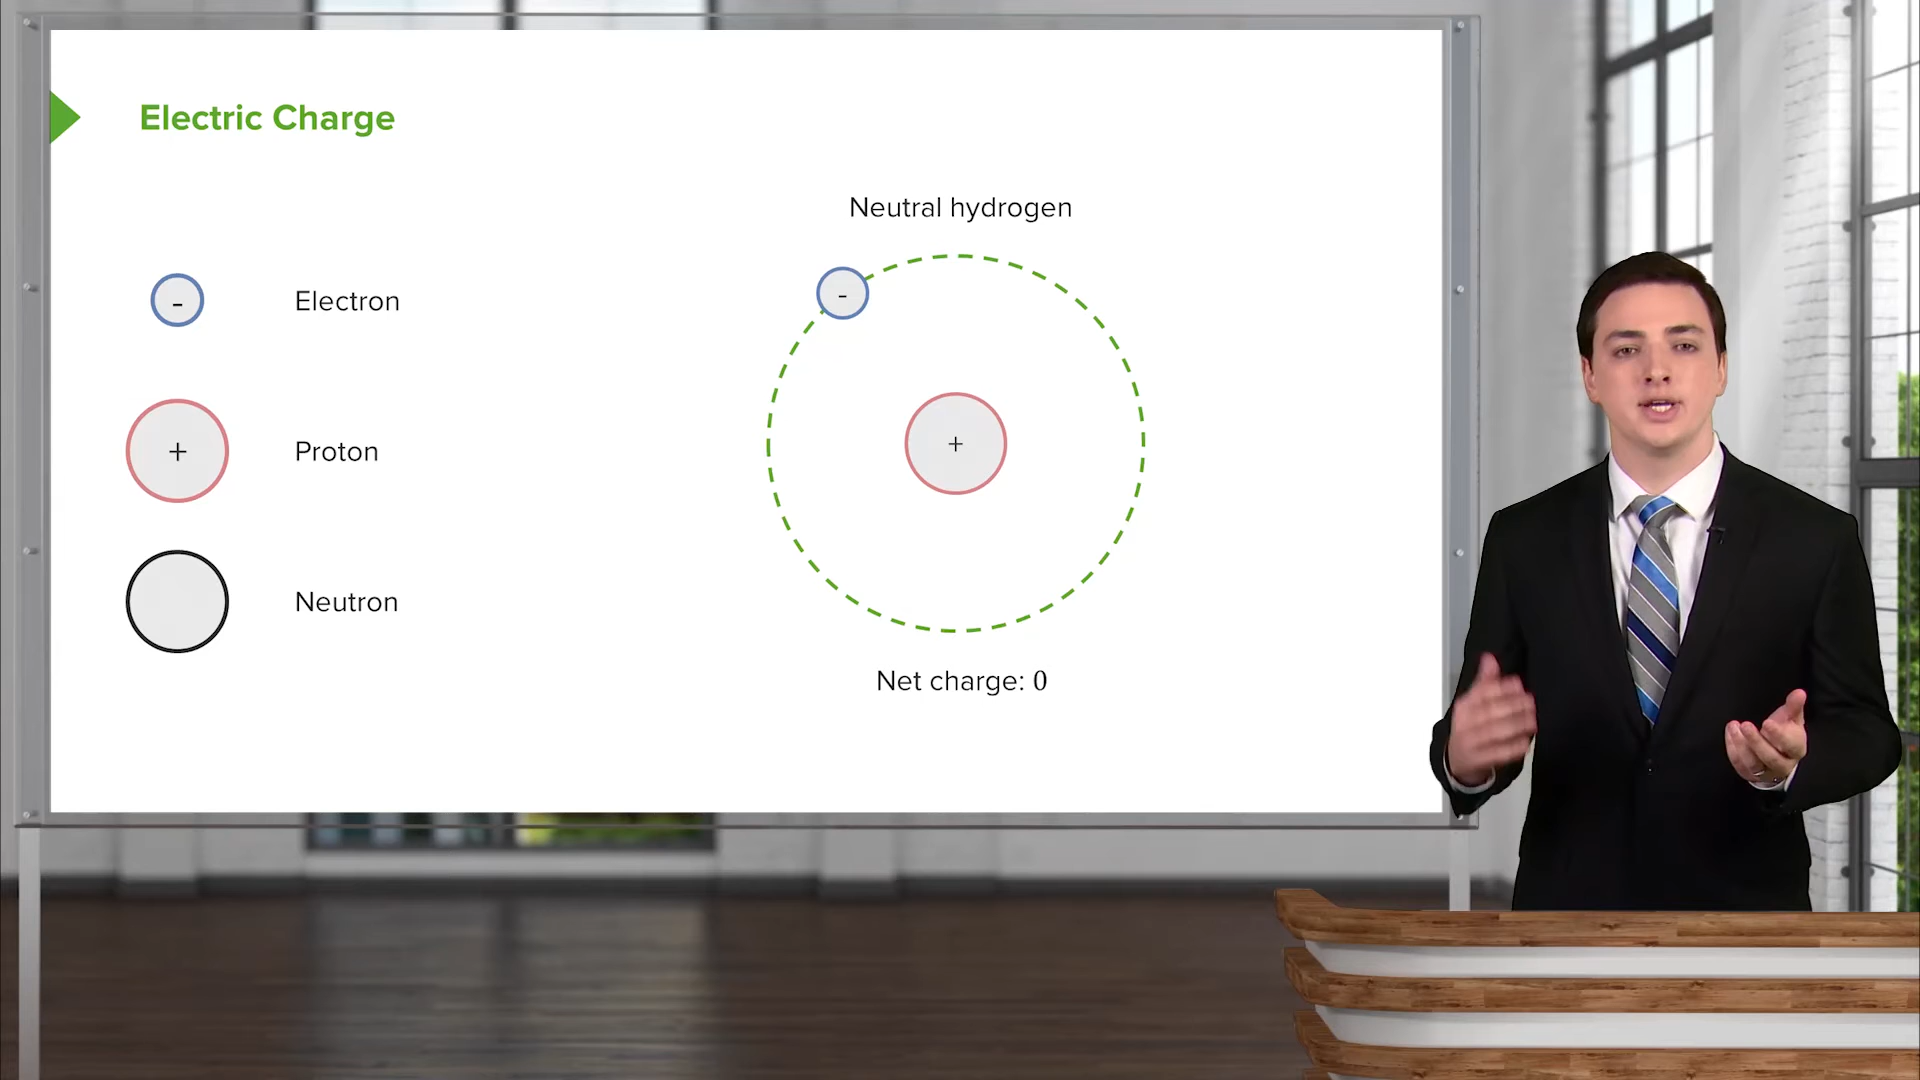 Electric Charge
Neutral hydrogen
-
-
Electron
+
+
Proton
Neutron
Net charge: 0